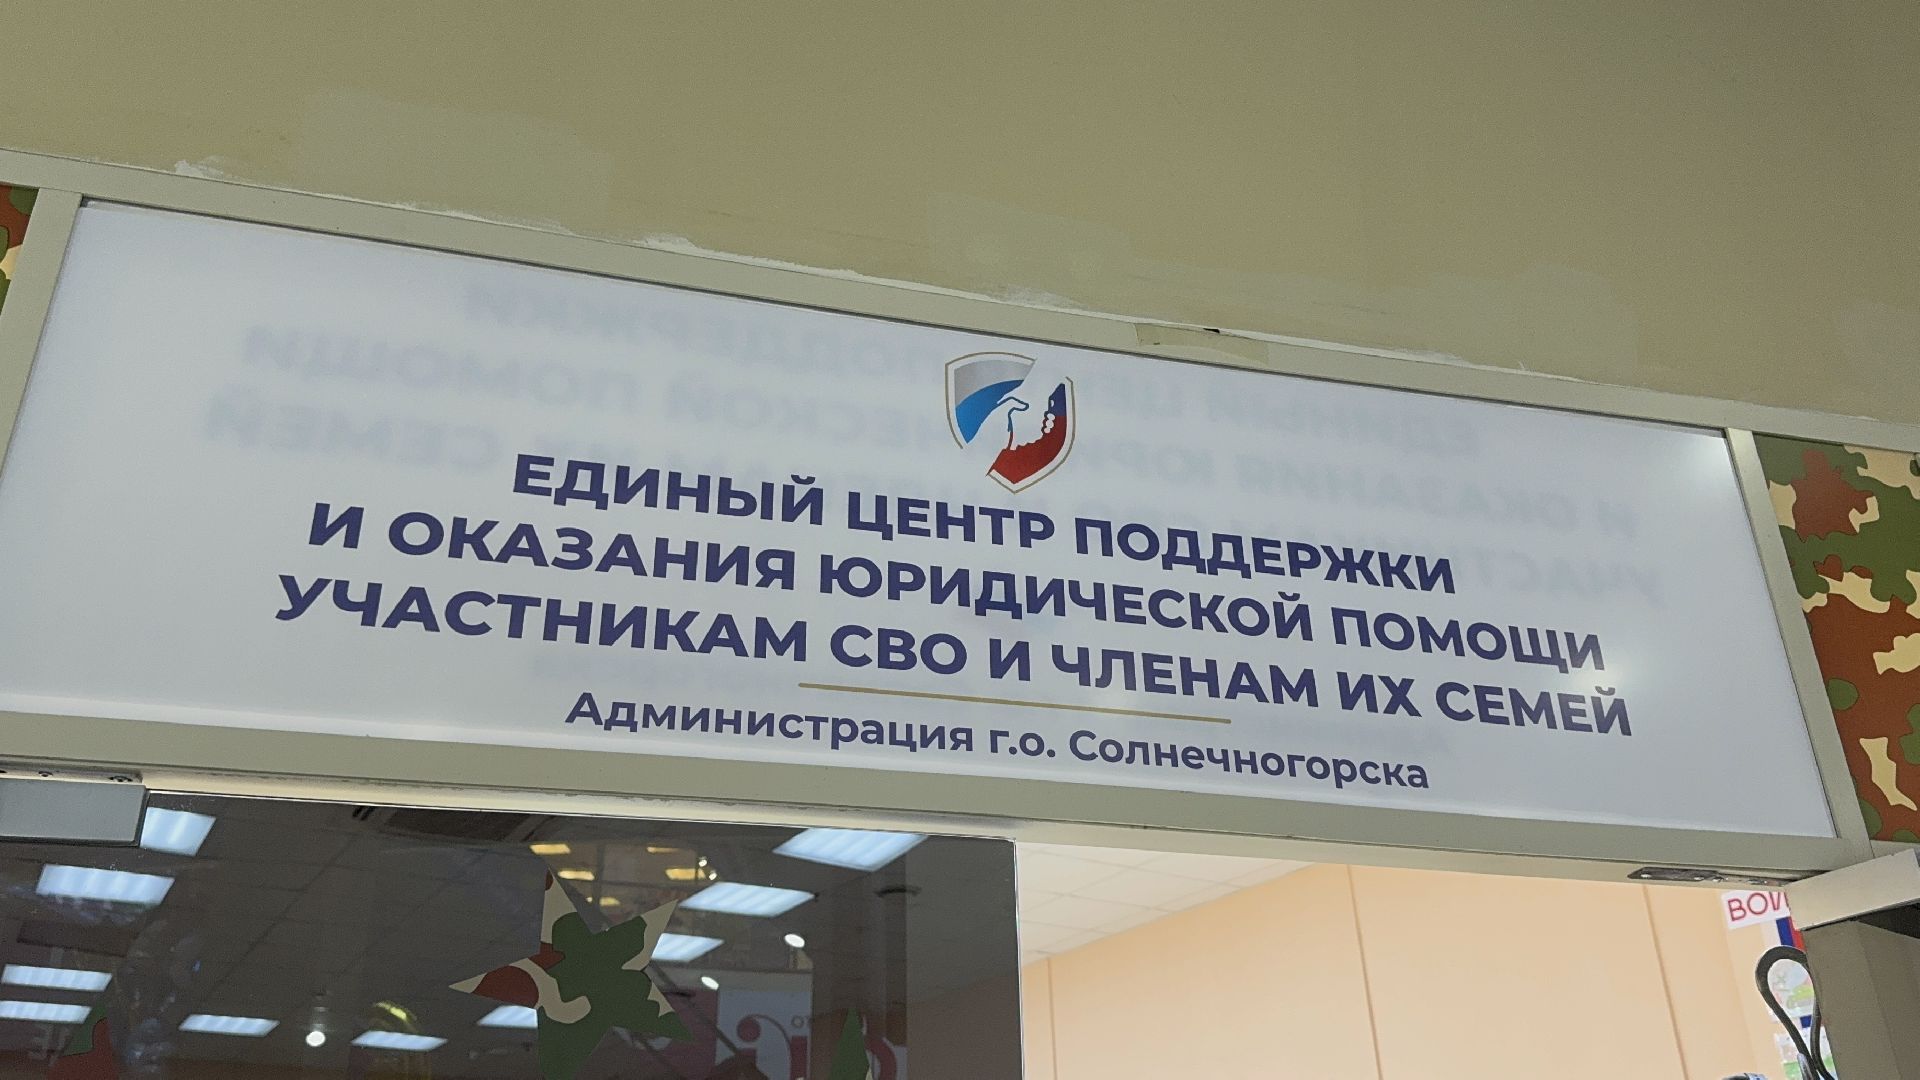 ЕДИНЫЙ ЦЕНТР ПОДДЕРЖКИ
И ОКАЗАНИЯ ЮРИДИЧЕСКОЙ ПОМОЩИ
УЧАСТНИКАМ СВО И ЧЛЕНАМ ИХ СЕМЕЙ
Администрация г.о. Солнечногорска